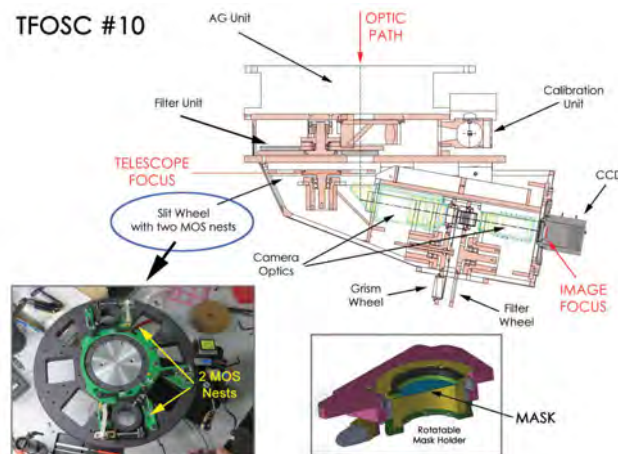 TFOSC #10
OPTIC
PATH
AG Unit
Calibration
Unit
Filter Unit
CCD
TELESCOPE
FOCUS
Slit Wheel
with two MOS nests
Camera
Optics
IMAGE
FOCUS
Grism
Wheel
Filter
Wheel
2 MOS
Nests
MASK
Rotatable
Mask Holder